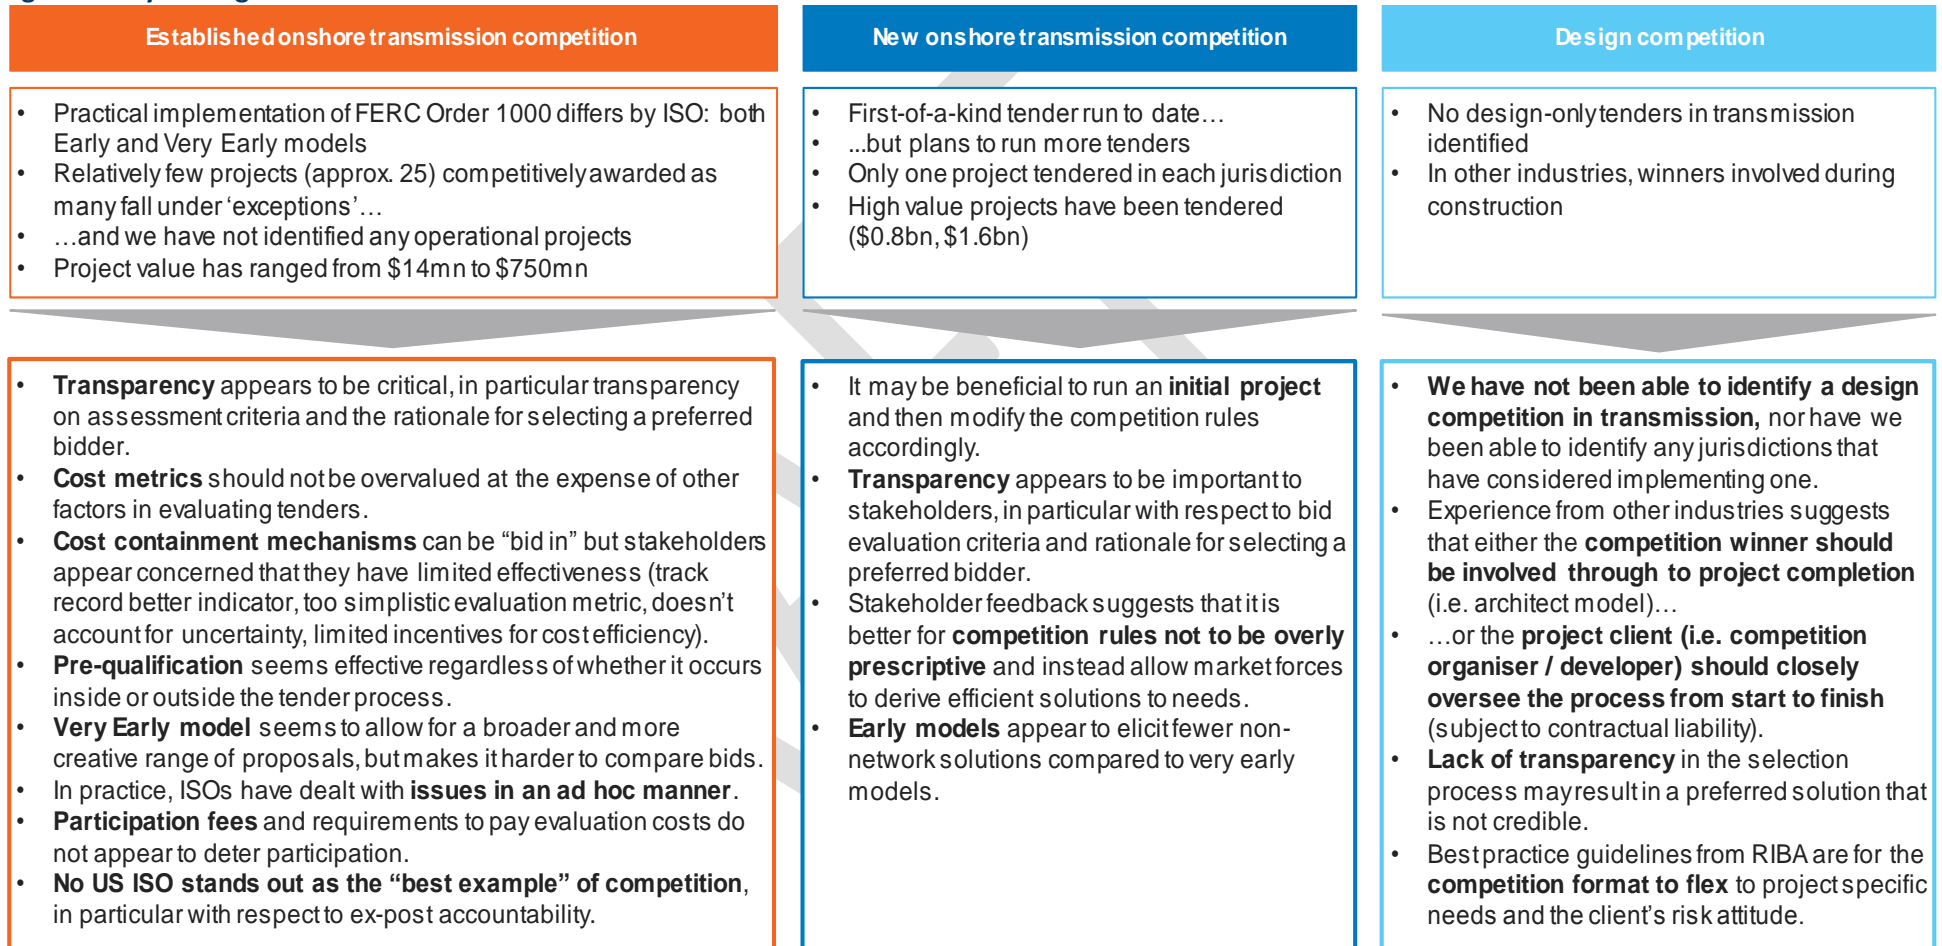 Established onshore transmission competition
• Practical implementation of FERC Order 1000 differs by ISO: both
Early and Very Early models
• Relatively few projects (approx. 25) competitively awarded as
many fall under ‘exceptions’…
• …and we have not identified any operational projects
• Project value has ranged from $14mn to $750mn
• Transparency appears to be critical, in particular transparency
on assessment criteria and the rationale for selecting a preferred
bidder.
• Cost metrics should not be overvalued at the expense of other
factors in evaluating tenders.
• Cost containment mechanisms can be “bid in” but stakeholders
appear concerned that they have limited effectiveness (track
record better indicator, too simplistic evaluation metric, doesn’t
account for uncertainty, limited incentives for cost efficiency).
• Pre-qualification seems effective regardless of whether it occurs
inside or outside the tender process.
• Very Early model seems to allow for a broader and more
creative range of proposals, but makes it harder to compare bids.
• In practice, ISOs have dealt with issues in an ad hoc manner.
• Participation fees and requirements to pay evaluation costs do
not appear to deter participation.
• No US ISO stands out as the “best example” of competition,
in particular with respect to ex-post accountability.
New onshore transmission competition
• First-of-a-kind tender run to date…
• ...but plans to run more tenders
• Only one project tendered in each jurisdiction
• High value projects have been tendered
($0.8bn, $1.6bn)
• It may be beneficial to run an initial project
and then modify the competition rules
accordingly.
• Transparency appears to be important to
stakeholders, in particular with respect to bid
evaluation criteria and rationale for selecting a
preferred bidder.
• Stakeholder feedback suggests that it is
better for competition rules not to be overly
prescriptive and instead allow market forces
to derive efficient solutions to needs.
• Early models appear to elicit fewer non-
network solutions compared to very early
models.
Design competition
• No design-only tenders in transmission
identified
• In other industries, winners involved during
construction
• We have not been able to identify a design
competition in transmission, nor have we
been able to identify any jurisdictions that
have considered implementing one.
• Experience from other industries suggests
that either the competition winner should
be involved through to project completion
(i.e. architect model)…
• …or the project client (i.e. competition
organiser / developer) should closely
oversee the process from start to finish
(subject to contractual liability).
• Lack of transparency in the selection
process may result in a preferred solution that
is not credible.
• Best practice guidelines from RIBA are for the
competition format to flex to project specific
needs and the client’s risk attitude.